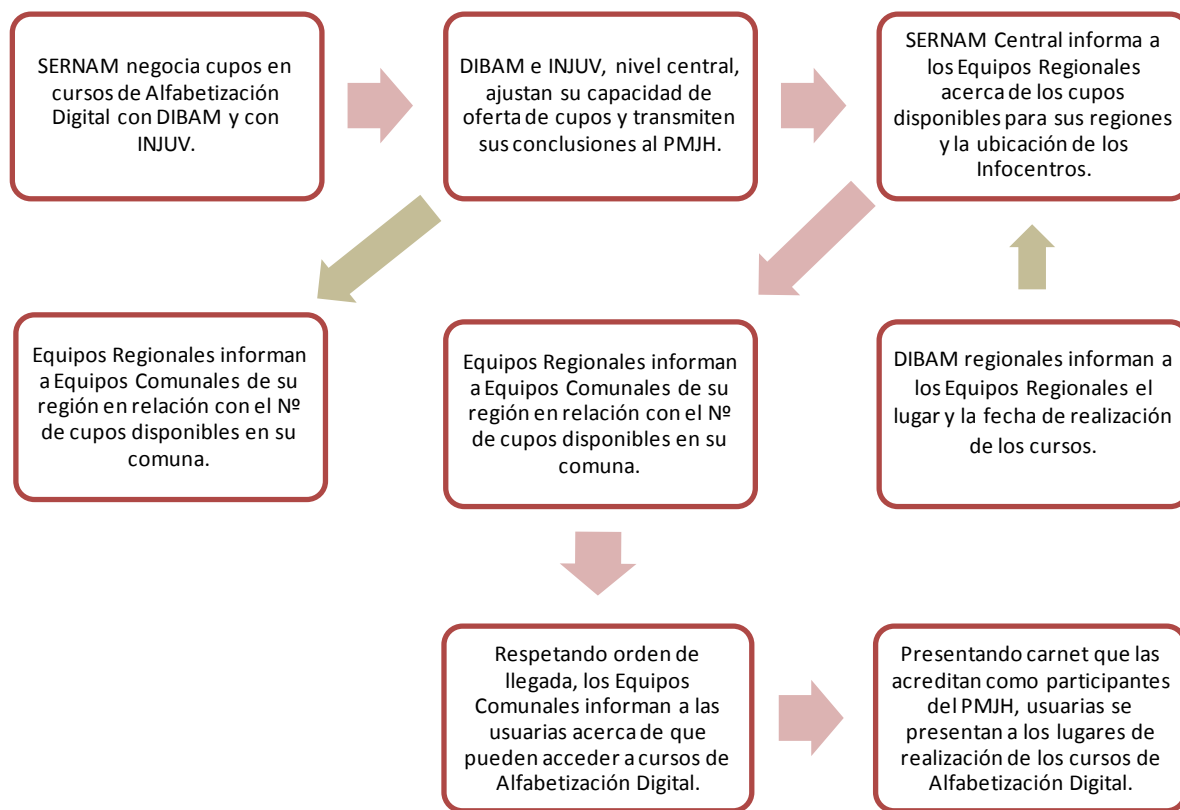 SERNAM negocia cupos en
cursos de Alfabetización
Digital con DIBAM y con
INJUV.
DIBAM e INJUV, nivel central,
ajustan su capacidad de
oferta de cupos y transmiten
sus conclusiones al PMJH.
SERNAM Central informa a
los Equipos Regionales
acerca de los cupos
disponibles para sus regiones
y la ubicación de los
Infocentros.
Equipos Regionales informan
a Equipos Comunales de su
región en relación con el Nº
de cupos disponibles en su
comuna.
Equipos Regionales informan
a Equipos Comunales de su
región en relación con el Nº
de cupos disponibles en su
comuna.
DIBAM regionales informan a
los Equipos Regionales el
lugar y la fecha de realización
de los cursos.
Respetando orden de
llegada, los Equipos
Comunales informan a las
usuarias acerca de que
pueden acceder a cursos de
Alfabetización Digital.
Presentando carnet que las
acreditan como participantes
del PMJH, usuarias se
presentan a los lugares de
realización de los cursos de
Alfabetización Digital.